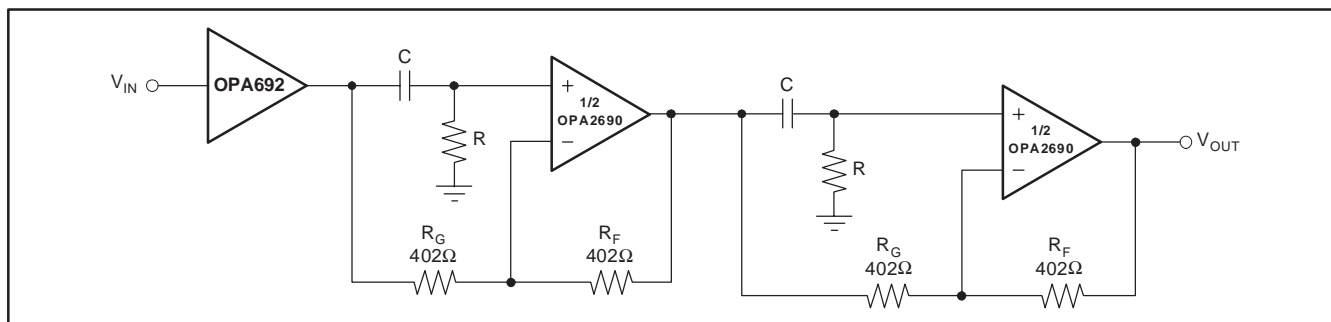 V_IN
OPA692
C
R
+
1/2
OPA2690
−
R_G
402Ω
R_F
402Ω
C
R
+
1/2
OPA2690
−
R_G
402Ω
R_F
402Ω
V_OUT